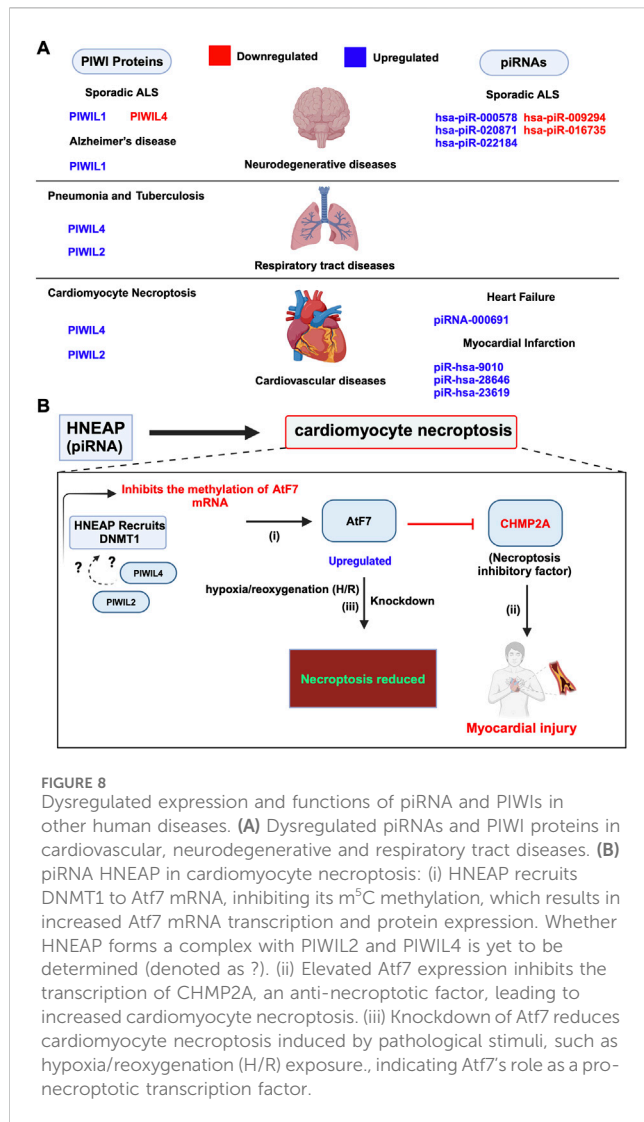 A
PIWI Proteins
Downregulated
Upregulated
piRNAs
Sporadic ALS
PIWIL1 PIWIL4
Alzheimer's disease
PIWIL1
Neurodegenerative diseases
Sporadic ALS
hsa-piR-000578 hsa-piR-009294
hsa-piR-020871 hsa-piR-016735
hsa-piR-022184
Pneumonia and Tuberculosis
PIWIL4
PIWIL2
Respiratory tract diseases
Cardiomyocyte Necroptosis
PIWIL4
PIWIL2
Cardiovascular diseases
Heart Failure
piRNA-000691
Myocardial Infarction
piR-hsa-9010
piR-hsa-28646
piR-hsa-23619
B
HNEAP
(piRNA)
cardiomyocyte necroptosis
Inhibits the methylation of AtF7
mRNA
HNEAP Recruits
DNMT1
? ?
PIWIL4
PIWIL2
(i)
AtF7
Upregulated
CHMP2A
(Necroptosis
inhibitory factor)
hypoxia/reoxygenation (H/R)
(iii) Knockdown
(ii)
Necroptosis reduced
Myocardial injury
FIGURE 8
Dysregulated expression and functions of piRNA and PIWIs in
other human diseases. (A) Dysregulated piRNAs and PIWI proteins in
cardiovascular, neurodegenerative and respiratory tract diseases. (B)
piRNA HNEAP in cardiomyocyte necroptosis: (i) HNEAP recruits
DNMT1 to Atf7 mRNA, inhibiting its m⁵C methylation, which results in
increased Atf7 mRNA transcription and protein expression. Whether
HNEAP forms a complex with PIWIL2 and PIWIL4 is yet to be
determined (denoted as ?). (ii) Elevated Atf7 expression inhibits the
transcription of CHMP2A, an anti-necroptotic factor, leading to
increased cardiomyocyte necroptosis. (iii) Knockdown of Atf7 reduces
cardiomyocyte necroptosis induced by pathological stimuli, such as
hypoxia/reoxygenation (H/R) exposure., indicating Atf7's role as a pro-
necroptotic transcription factor.